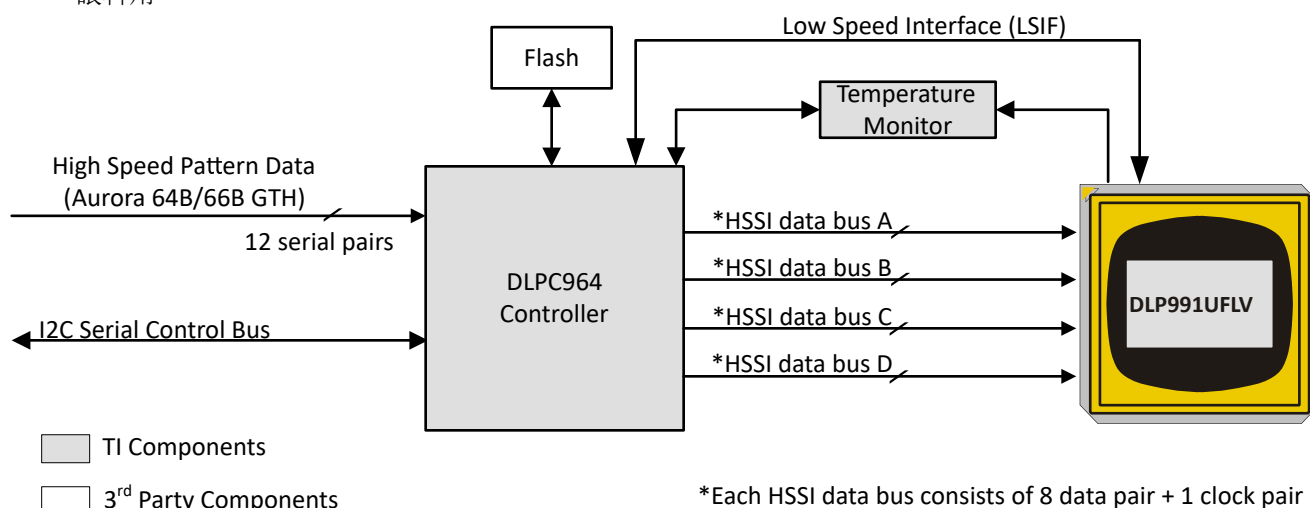 Low Speed Interface (LSIF)
Flash
Temperature
Monitor
High Speed Pattern Data
(Aurora 64B/66B GTH)
12 serial pairs
*HSSI data bus A
*HSSI data bus B
DLPC964
Controller
DLP991UFLV
*HSSI data bus C
I2C Serial Control Bus
*HSSI data bus D
TI Components
3rd Party Components
*Each HSSI data bus consists of 8 data pair + 1 clock pair